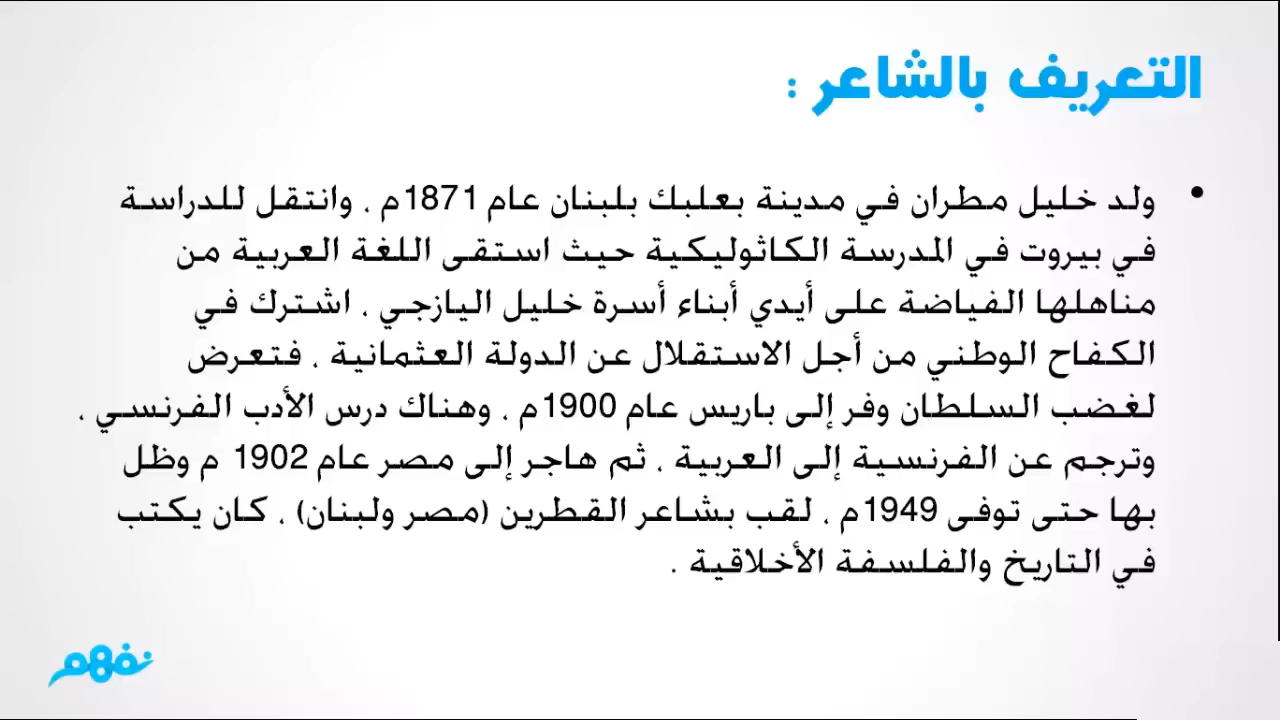 التعريف بالشاعر :
• ولد خليل مطران في مدينة بعلبك بلبنان عام 1871م ، وانتقل للدراسة
في بيروت في المدرسة الكاثوليكية حيث استقى اللغة العربية من
مناهلها الفياضة على أيدي أبناء أسرة خليل اليازجي ، اشترك في
الكفاح الوطني من أجل الاستقلال عن الدولة العثمانية ، فتعرض
لغضب السلطان وفر إلى باريس عام 1900م ، وهناك درس الأدب الفرنسي ،
وترجم عن الفرنسية إلى العربية ، ثم هاجر إلى مصر عام 1902 م وظل
بها حتى توفى 1949م ، لقب بشاعر القطرين (مصر ولبنان) ، كان يكتب
في التاريخ والفلسفة الأخلاقية .
نفهم